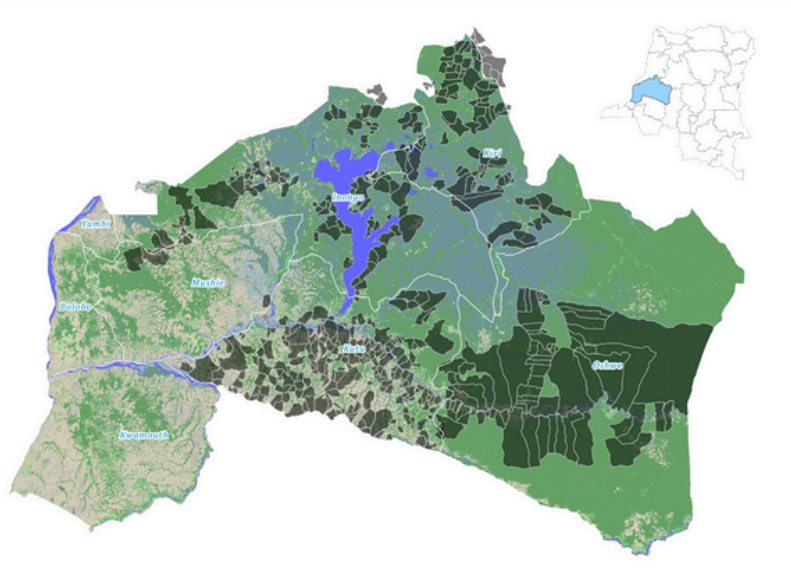 Kiri
Inongo
Yumbi
Mushie
Bolobo
Kutu
Oshwe
Kwamouth